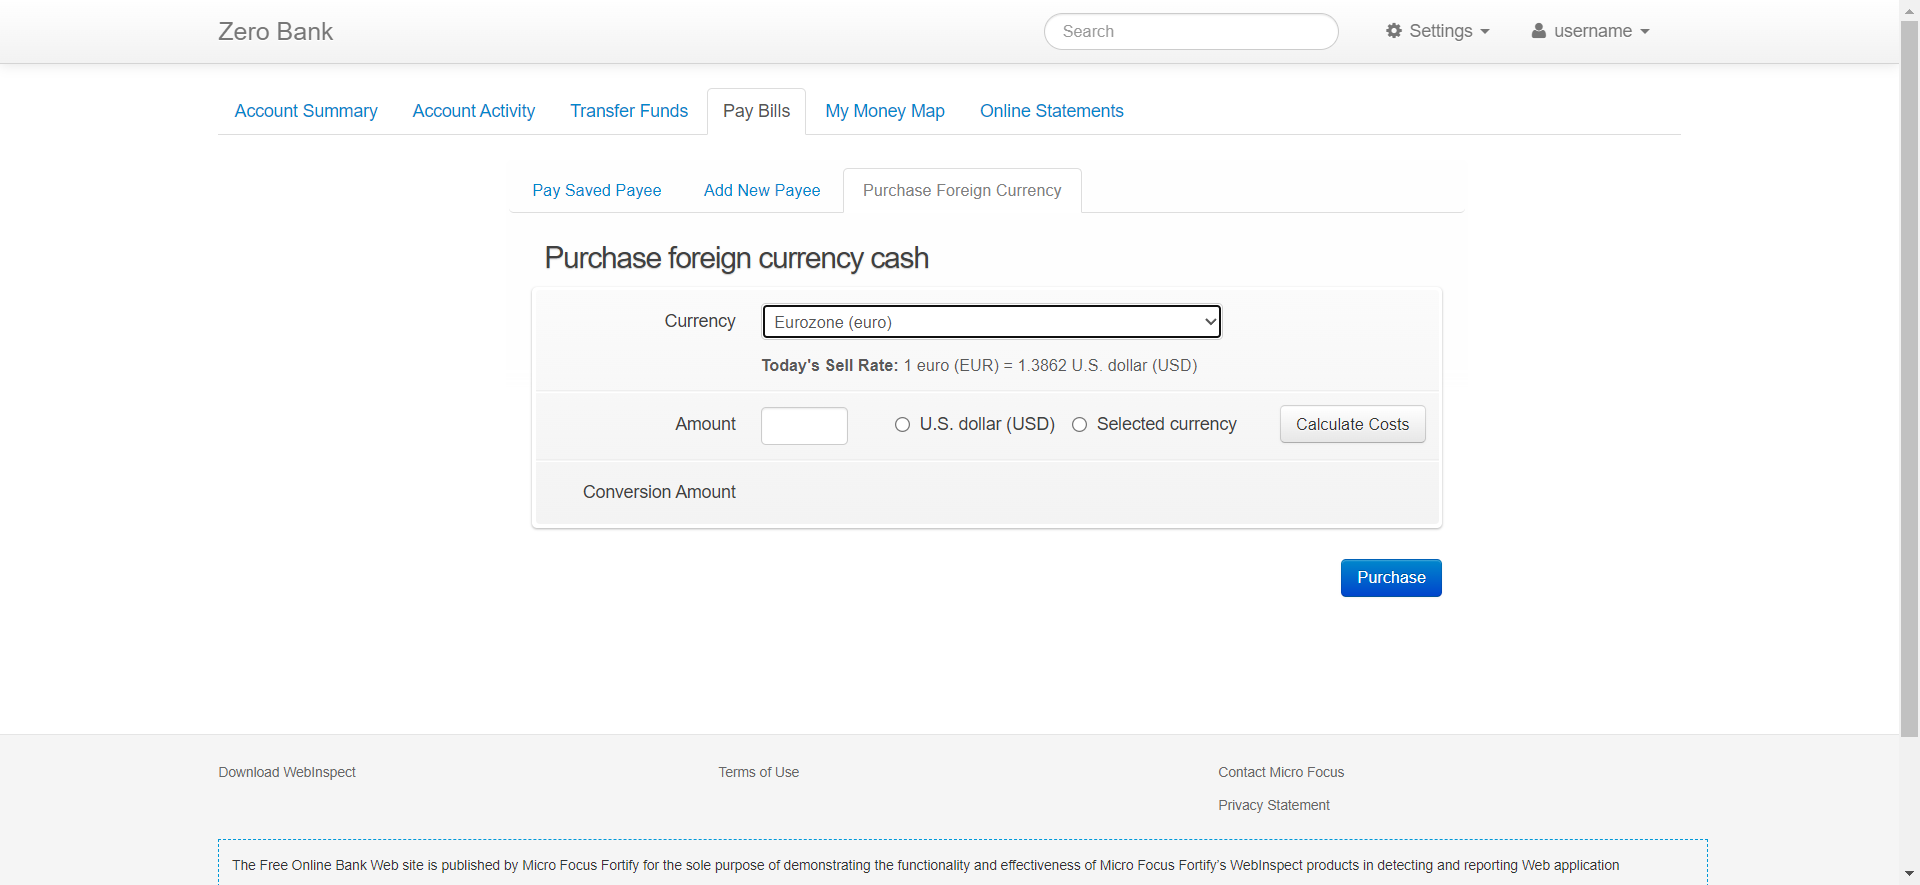 Zero Bank
Search
Settings
username
Account Summary
Account Activity
Transfer Funds
Pay Bills
My Money Map
Online Statements
Pay Saved Payee
Add New Payee
Purchase Foreign Currency
Purchase foreign currency cash
Currency
Eurozone (euro)
Today's Sell Rate: 1 euro (EUR) = 1.3862 U.S. dollar (USD)
Amount
U.S. dollar (USD)
Selected currency
Calculate Costs
Conversion Amount
Purchase
Download WebInspect
Terms of Use
Contact Micro Focus
Privacy Statement
The Free Online Bank Web site is published by Micro Focus Fortify for the sole purpose of demonstrating the functionality and effectiveness of Micro Focus Fortify's WebInspect products in detecting and reporting Web application